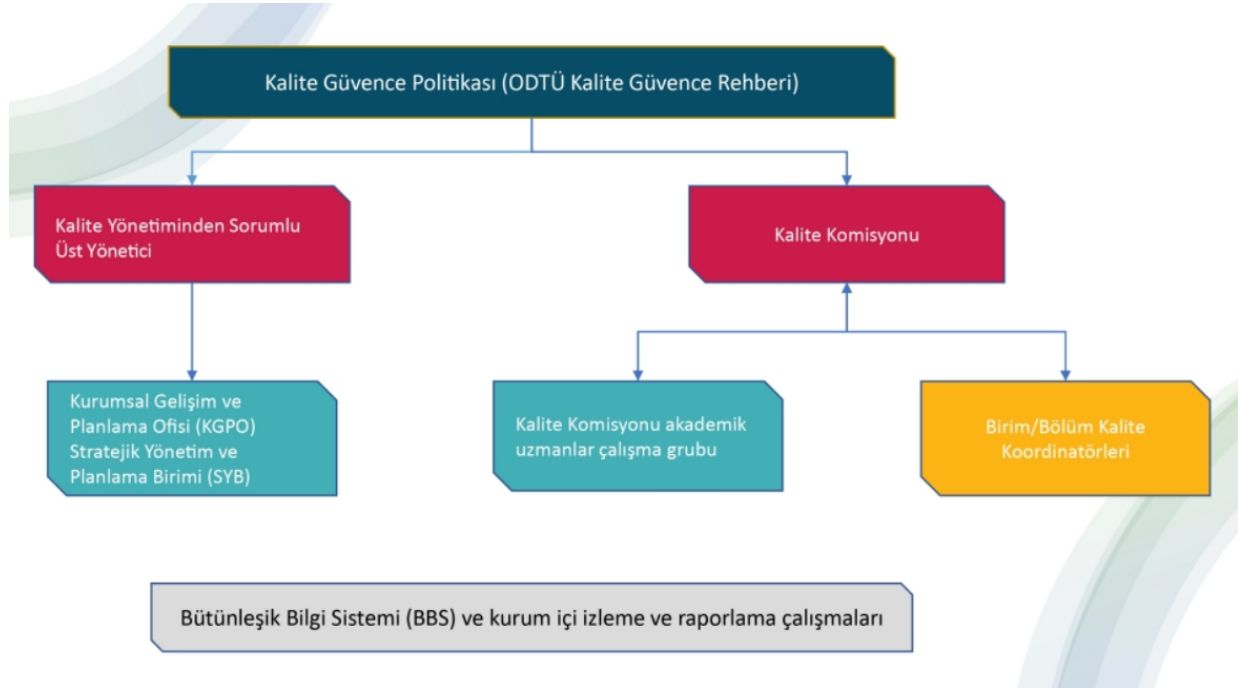 Kalite Güvence Politikası (ODTÜ Kalite Güvence Rehberi)
Kalite Yönetiminden Sorumlu
Üst Yönetici
Kalite Komisyonu
Kurumsal Gelişim ve
Planlama Ofisi (KGPO)
Stratejik Yönetim ve
Planlama Birimi (SYB)
Kalite Komisyonu akademik
uzmanlar çalışma grubu
Birim/Bölüm Kalite
Koordinatörleri
Bütünleşik Bilgi Sistemi (BBS) ve kurum içi izleme ve raporlama çalışmaları